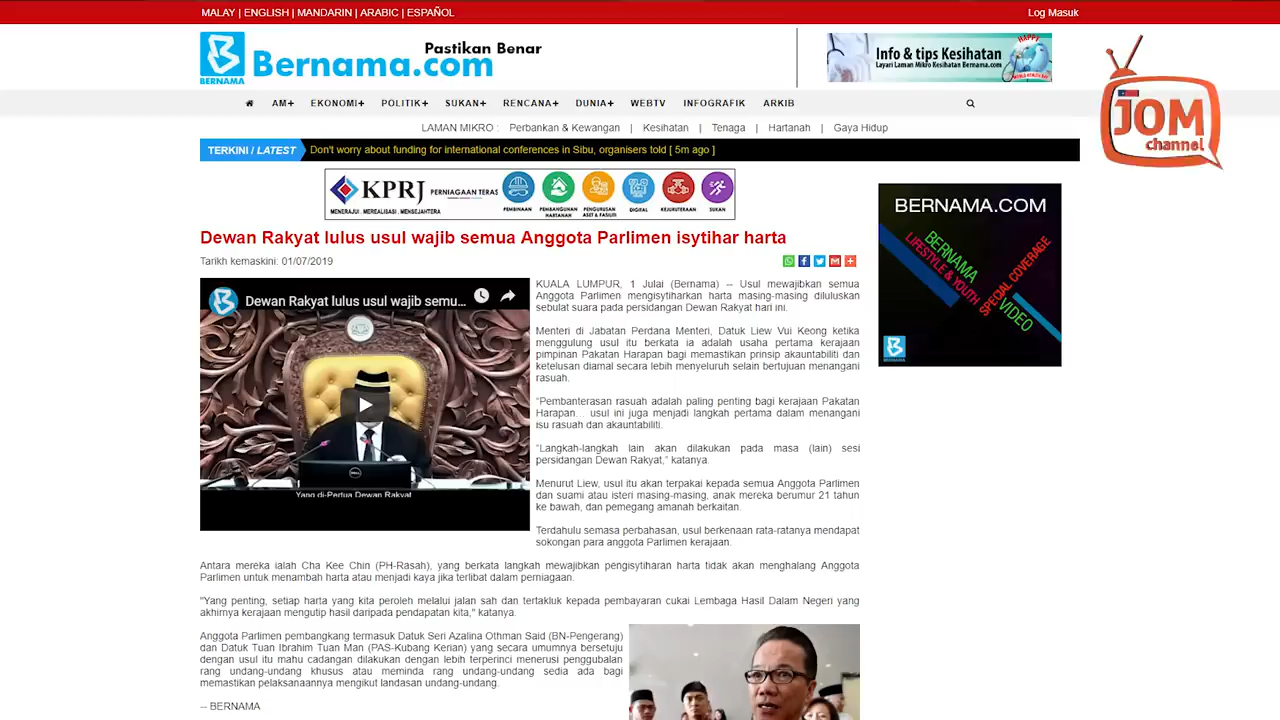 MALAY | ENGLISH | MANDARIN | ARABIC | ESPAÑOL
Log Masuk
BERNAMA
Pastikan Benar
Bernama.com
Info & tips Kesihatan
Layari Laman Mikro Kesihatan Bernama.com
HAPPY
WORLD HEALTH DAY
AM+
EKONOMI+
POLITIK+
SUKAN+
RENCANA+
DUNIA+
WEBTV
INFOGRAFIK
ARKIB
JOM
channel
LAMAN MIKRO : Perbankan & Kewangan | Kesihatan | Tenaga | Hartanah | Gaya Hidup
TERKINI / LATEST
Don't worry about funding for international conferences in Sibu, organisers told [ 5m ago ]
KPRJ
MENERAJUI . MEREALISASI . MENSEJAHTERA
PERNIAGAAN TERAS
PEMBINAAN
PEMBANGUNAN
HARTANAH
PENGURUSAN
ASET & FASILITI
DIGITAL
KEJURUTERAAN
SUKAN
BERNAMA.COM
BERNAMA
LIFESTYLE & YOUTH
SPECIAL COVERAGE
VIDEO
BERNAMA
Dewan Rakyat lulus usul wajib semua Anggota Parlimen isytihar harta
Tarikh kemaskini: 01/07/2019
Dewan Rakyat lulus usul wajib semu...
DELL
Yang di-Pertua Dewan Rakyat
KUALA LUMPUR, 1 Julai (Bernama) -- Usul mewajibkan semua
Anggota Parlimen mengisytiharkan harta masing-masing diluluskan
sebulat suara pada persidangan Dewan Rakyat hari ini.
Menteri di Jabatan Perdana Menteri, Datuk Liew Vui Keong ketika
menggulung usul itu berkata ia adalah usaha pertama kerajaan
pimpinan Pakatan Harapan bagi memastikan prinsip akauntabiliti dan
ketelusan diamal secara lebih menyeluruh selain bertujuan menangani
rasuah.
“Pembanterasan rasuah adalah paling penting bagi kerajaan Pakatan
Harapan... usul ini juga menjadi langkah pertama dalam menangani
isu rasuah dan akauntabiliti.
“Langkah-langkah lain akan dilakukan pada masa (lain) sesi
persidangan Dewan Rakyat,” katanya.
Menurut Liew, usul itu akan terpakai kepada semua Anggota Parlimen
dan suami atau isteri masing-masing, anak mereka berumur 21 tahun
ke bawah, dan pemegang amanah berkaitan.
Terdahulu semasa perbahasan, usul berkenaan rata-ratanya mendapat
sokongan para anggota Parlimen kerajaan.
Antara mereka ialah Cha Kee Chin (PH-Rasah), yang berkata langkah mewajibkan pengisytiharan harta tidak akan menghalang Anggota
Parlimen untuk menambah harta atau menjadi kaya jika terlibat dalam perniagaan.
"Yang penting, setiap harta yang kita peroleh melalui jalan sah dan tertakluk kepada pembayaran cukai Lembaga Hasil Dalam Negeri yang
akhirnya kerajaan mengutip hasil daripada pendapatan kita," katanya.
Anggota Parlimen pembangkang termasuk Datuk Seri Azalina Othman Said (BN-Pengerang)
dan Datuk Tuan Ibrahim Tuan Man (PAS-Kubang Kerian) yang secara umumnya bersetuju
dengan usul itu mahu cadangan dilakukan dengan lebih terperinci menerusi penggubalan
rang undang-undang khusus atau meminda rang undang-undang sedia ada bagi
memastikan pelaksanaannya mengikut landasan undang-undang.
-- BERNAMA